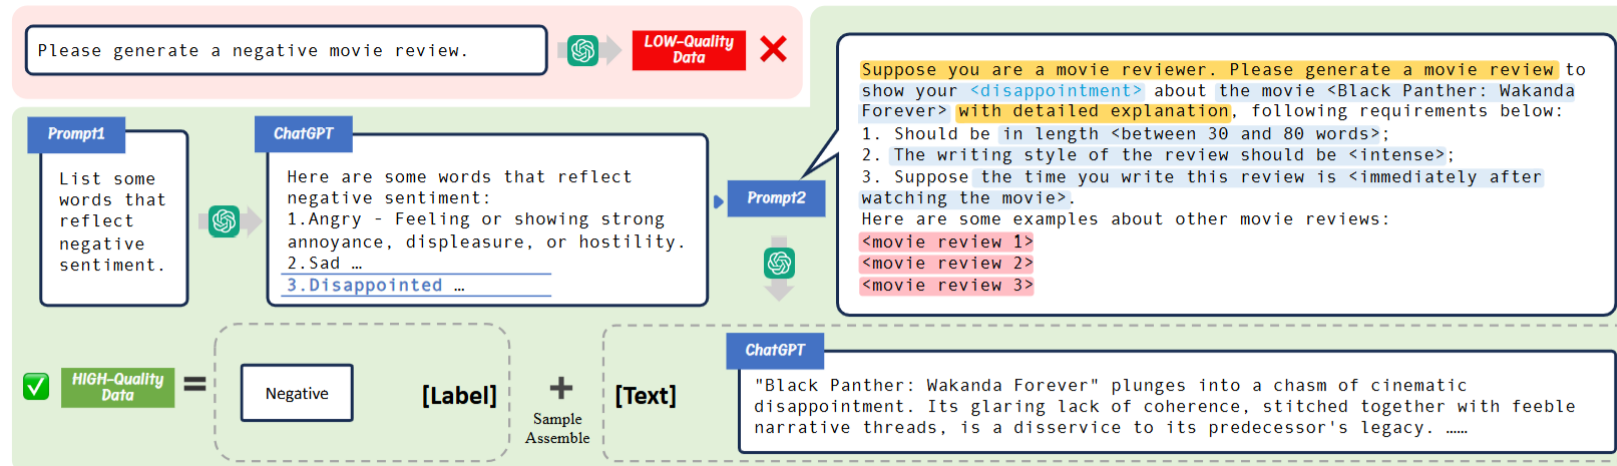 Please generate a negative movie review.
LOW-Quality
Data
Prompt1
List some
words that
reflect
negative
sentiment.
ChatGPT
Here are some words that reflect
negative sentiment:
1.Angry - Feeling or showing strong
annoyance, displeasure, or hostility.
2.Sad …
3.Disappointed …
Prompt2
Suppose you are a movie reviewer. Please generate a movie review to
show your <disappointment> about the movie <Black Panther: Wakanda
Forever> with detailed explanation, following requirements below:
1. Should be in length <between 30 and 80 words>;
2. The writing style of the review should be <intense>;
3. Suppose the time you write this review is <immediately after
watching the movie>.
Here are some examples about other movie reviews:
<movie review 1>
<movie review 2>
<movie review 3>
HIGH-Quality
Data
=
Negative
[Label]
+
Sample
Assemble
[Text]
ChatGPT
"Black Panther: Wakanda Forever" plunges into a chasm of cinematic
disappointment. Its glaring lack of coherence, stitched together with feeble
narrative threads, is a disservice to its predecessor's legacy. ……